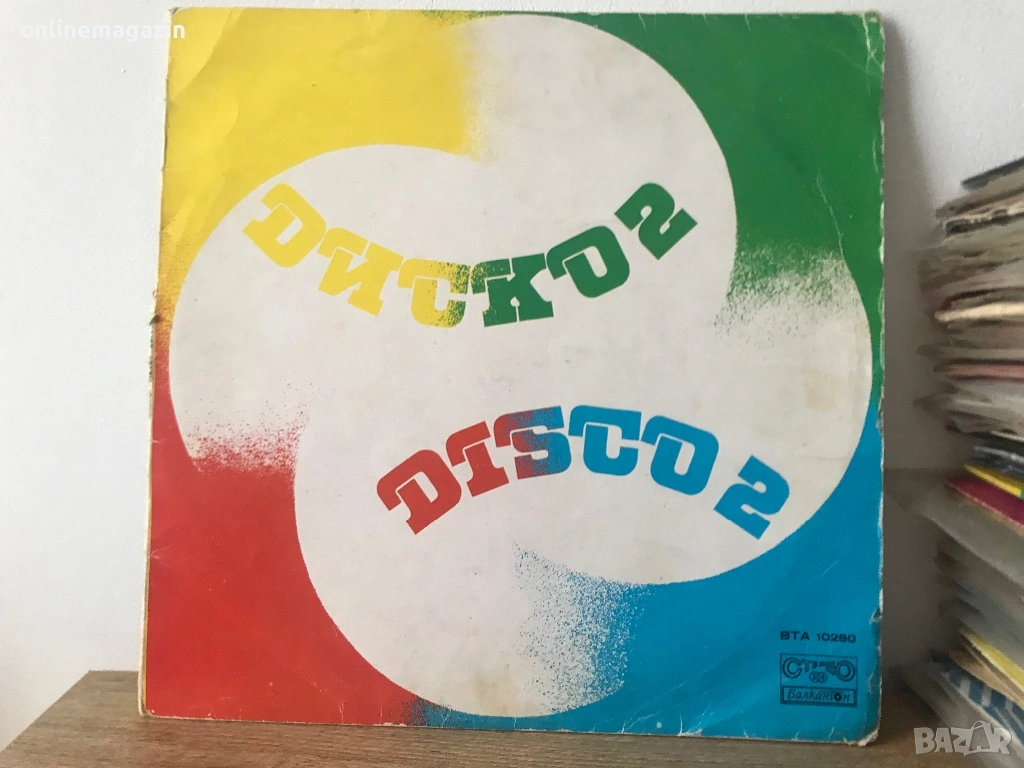 onlinemagazin
ДИСКО 2
DISCO 2
ВТА 10280
СТЕРЕО
Балкантон
BAZAR